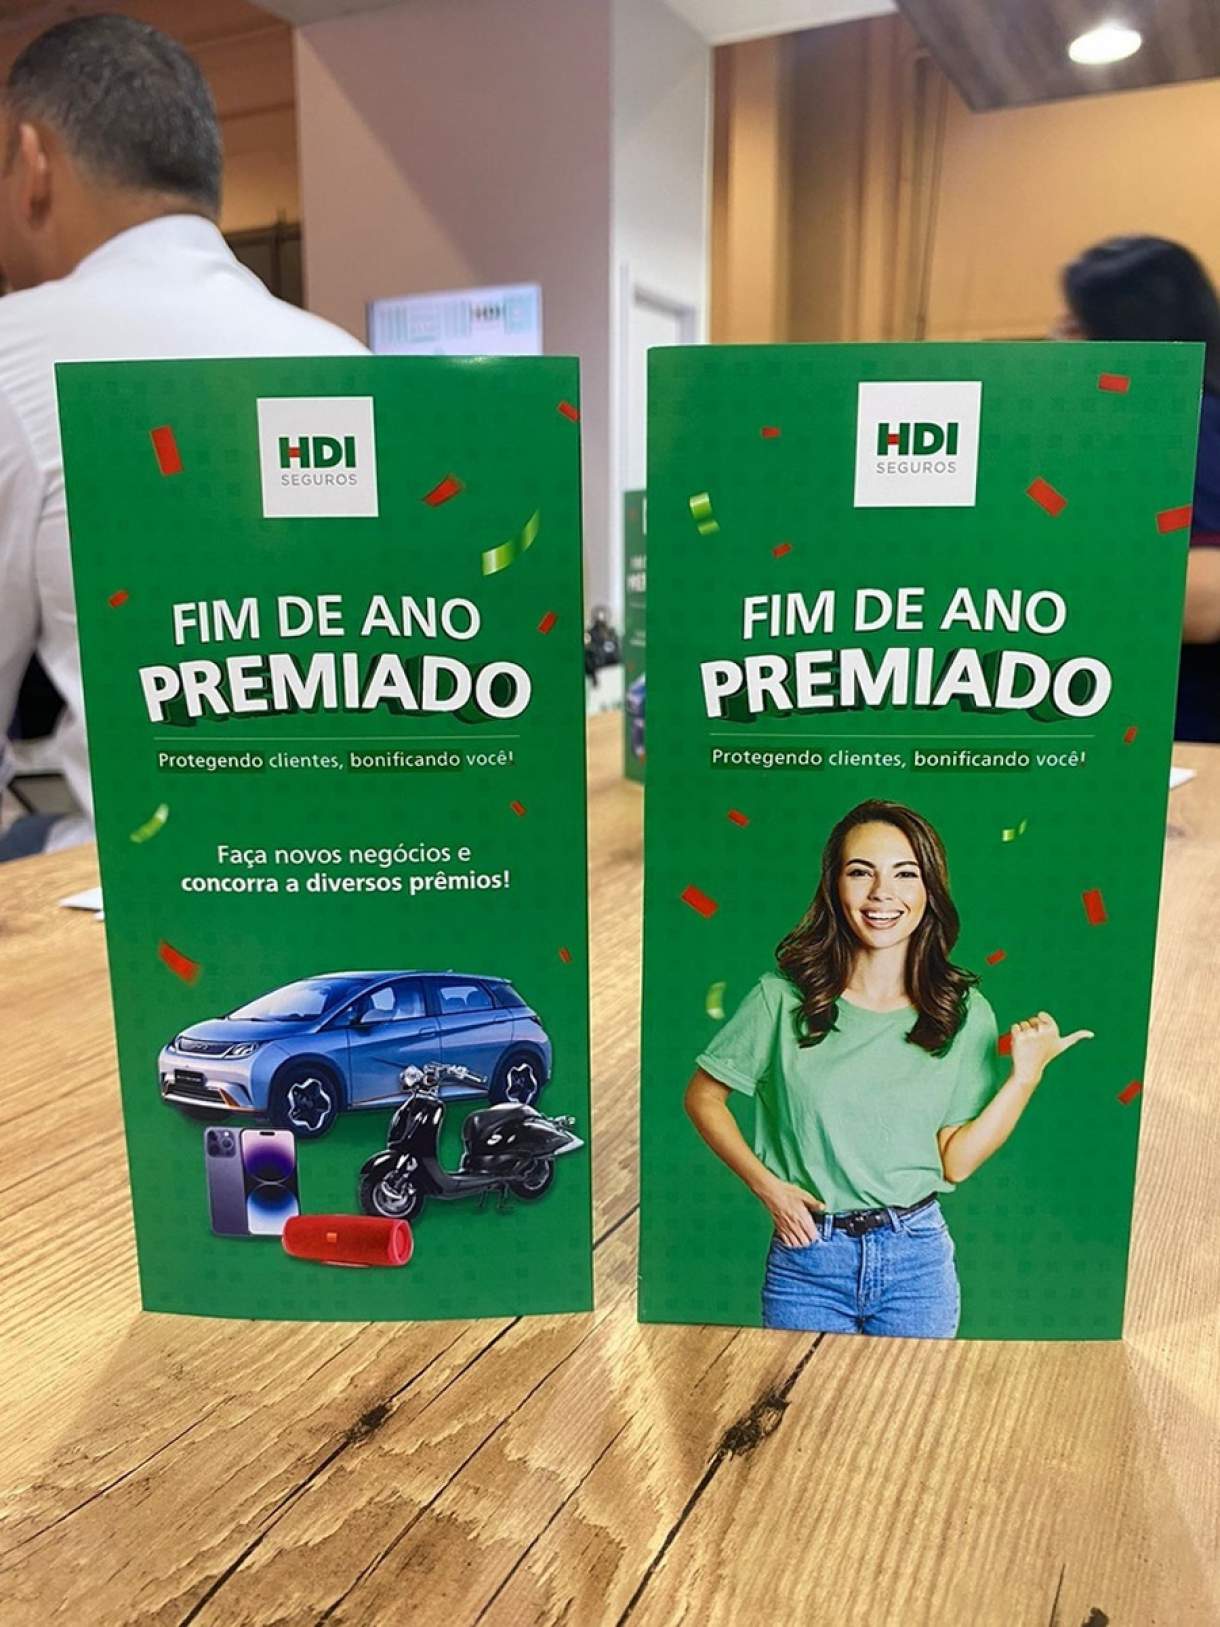 HDI
HDI
SEGUROS
FIM DE ANO
PREMIADO
Protegendo clientes, bonificando você!
Faça novos negócios e
concorra a diversos prêmios!
HDI
SEGUROS
FIM DE ANO
PREMIADO
Protegendo clientes, bonificando você!